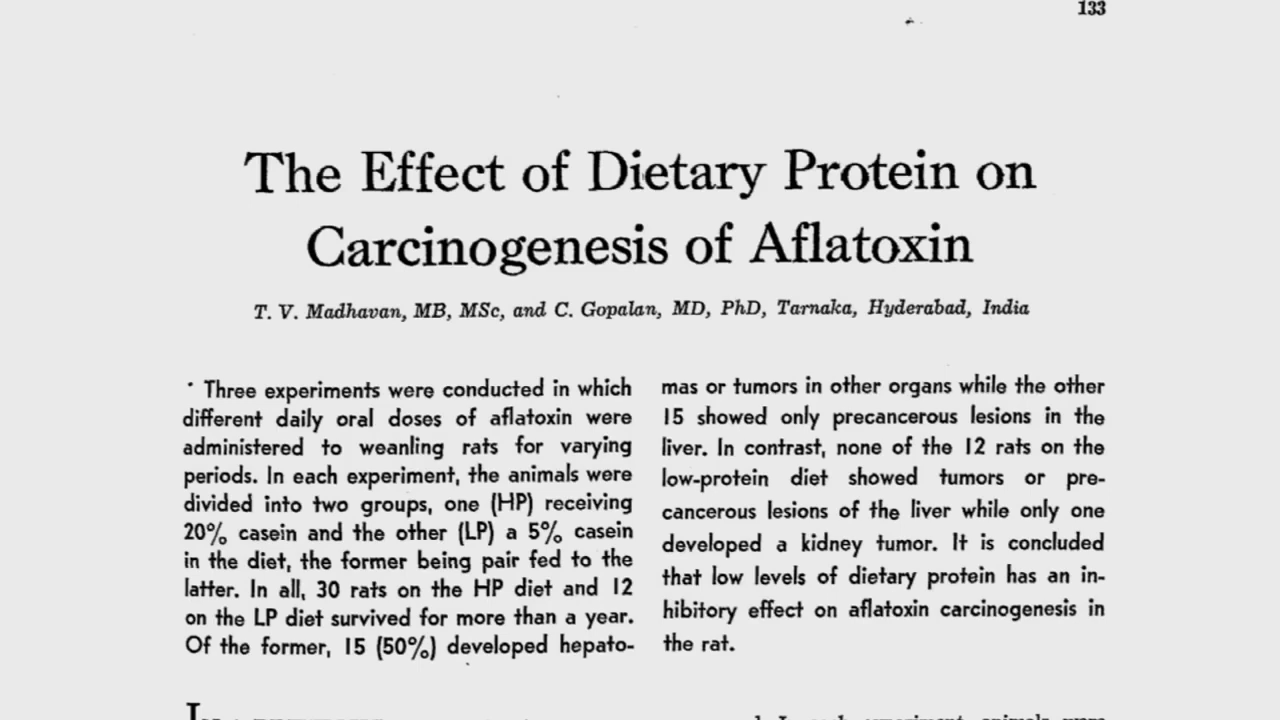 133
The Effect of Dietary Protein on
Carcinogenesis of Aflatoxin
T. V. Madhavan, MB, MSc, and C. Gopalan, MD, PhD, Tarnaka, Hyderabad, India
Three experiments were conducted in which
different daily oral doses of aflatoxin were
administered to weanling rats for varying
periods. In each experiment, the animals were
divided into two groups, one (HP) receiving
20% casein and the other (LP) a 5% casein
in the diet, the former being pair fed to the
latter. In all, 30 rats on the HP diet and 12
on the LP diet survived for more than a year.
Of the former, 15 (50%) developed hepato-
mas or tumors in other organs while the other
15 showed only precancerous lesions in the
liver. In contrast, none of the 12 rats on the
low-protein diet showed tumors or pre-
cancerous lesions of the liver while only one
developed a kidney tumor. It is concluded
that low levels of dietary protein has an in-
hibitory effect on aflatoxin carcinogenesis in
the rat.